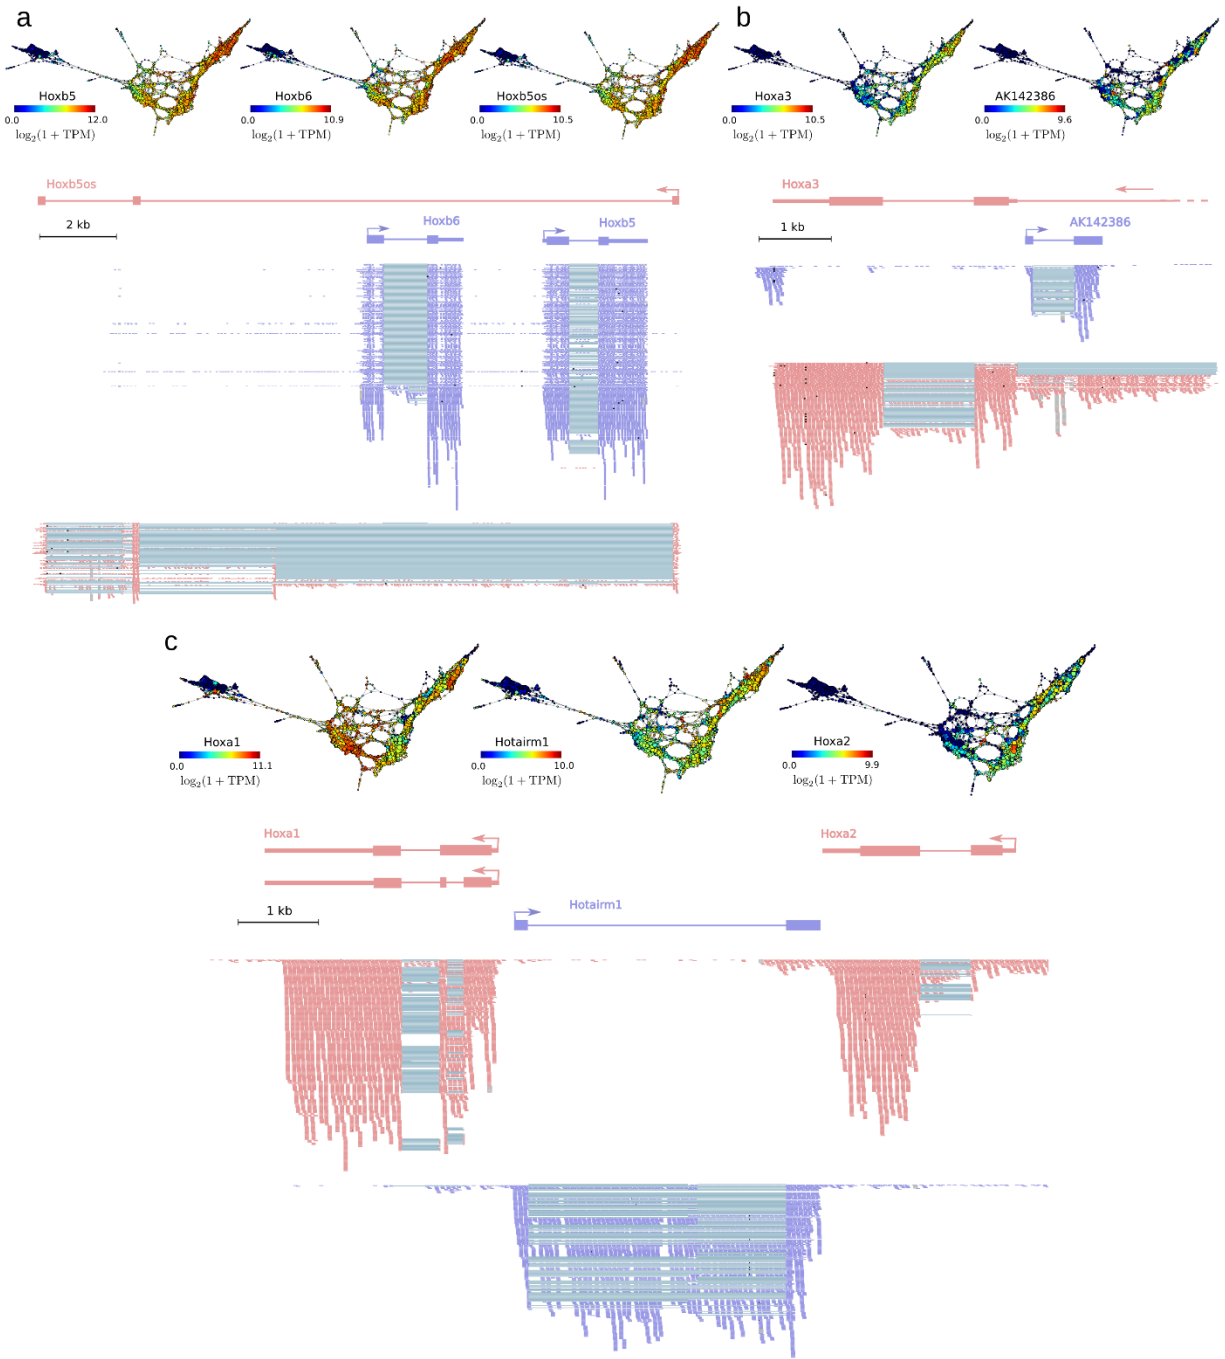 a
Hoxb5
0.0 12.0
log₂(1 + TPM)
Hoxb6
0.0 10.9
log₂(1 + TPM)
Hoxb5os
0.0 10.5
log₂(1 + TPM)
Hoxb5os
2 kb
Hoxb6
Hoxb5
b
Hoxa3
0.0 10.5
log₂(1 + TPM)
AK142386
0.0 9.6
log₂(1 + TPM)
Hoxa3
1 kb
AK142386
c
Hoxa1
0.0 11.1
log₂(1 + TPM)
Hotairm1
0.0 10.0
log₂(1 + TPM)
Hoxa2
0.0 9.9
log₂(1 + TPM)
Hoxa1
Hoxa2
1 kb
Hotairm1